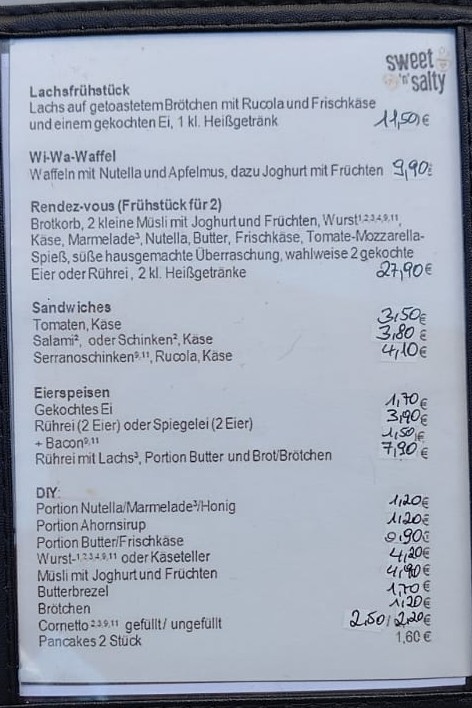 sweet
'n'
salty
Lachsfrühstück
Lachs auf getoastetem Brötchen mit Rucola und Frischkäse
und einem gekochten Ei, 1 kl. Heißgetränk 11,50€
Wi-Wa-Waffel
Waffeln mit Nutella und Apfelmus, dazu Joghurt mit Früchten 9,90€
Rendez-vous (Frühstück für 2)
Brotkorb, 2 kleine Müsli mit Joghurt und Früchten, Wurst¹·²·³·⁴·⁹·¹¹,
Käse, Marmelade³, Nutella, Butter, Frischkäse, Tomate-Mozzarella-
Spieß, süße hausgemachte Überraschung, wahlweise 2 gekochte
Eier oder Rührei, 2 kl. Heißgetränke 27,90€
Sandwiches
Tomaten, Käse 3,50€
Salami², oder Schinken², Käse 3,80€
Serranoschinken⁹·¹¹, Rucola, Käse 4,10€
Eierspeisen
Gekochtes Ei 1,70€
Rührei (2 Eier) oder Spiegelei (2 Eier) 3,90€
+ Bacon⁹·¹¹ 1,50€
Rührei mit Lachs³, Portion Butter und Brot/Brötchen 7,90€
DIY:
Portion Nutella/Marmelade³/Honig 1,20€
Portion Ahornsirup 1,20€
Portion Butter/Frischkäse 0,90€
Wurst-¹·²·³·⁴·⁹·¹¹ oder Käseteller 4,20€
Müsli mit Joghurt und Früchten 4,90€
Butterbrezel 1,70€
Brötchen 1,20€
Cornetto ²·³·⁹·¹¹ gefüllt/ ungefüllt 2,50/2,20€
Pancakes 2 Stück 1,60 €